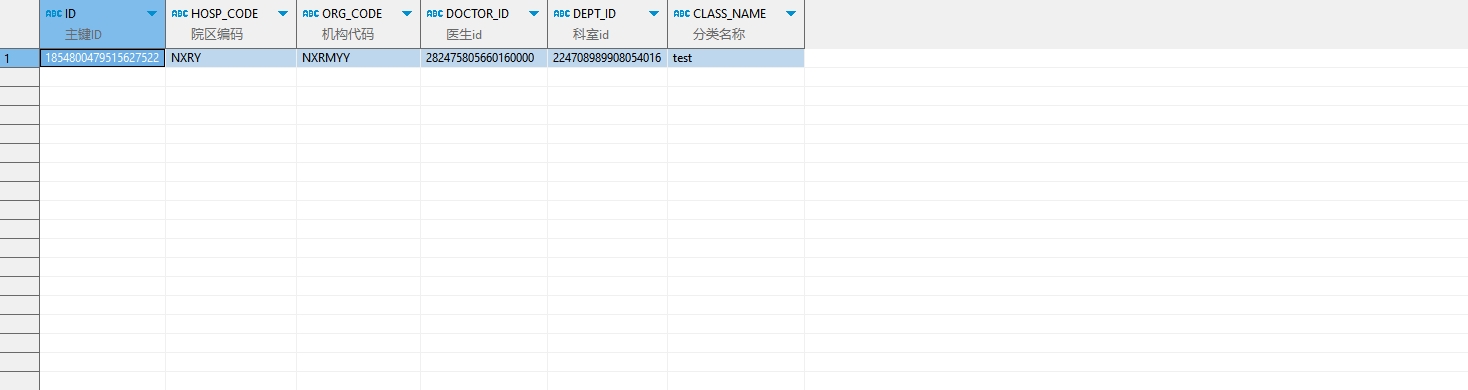 ABC ID ABC HOSP_CODE ABC ORG_CODE ABC DOCTOR_ID ABC DEPT_ID ABC CLASS_NAME
主键ID 院区编码 机构代码 医生id 科室id 分类名称
1 1854800479515627522 NXRY NXRMYY 282475805660160000 224708989908054016 test